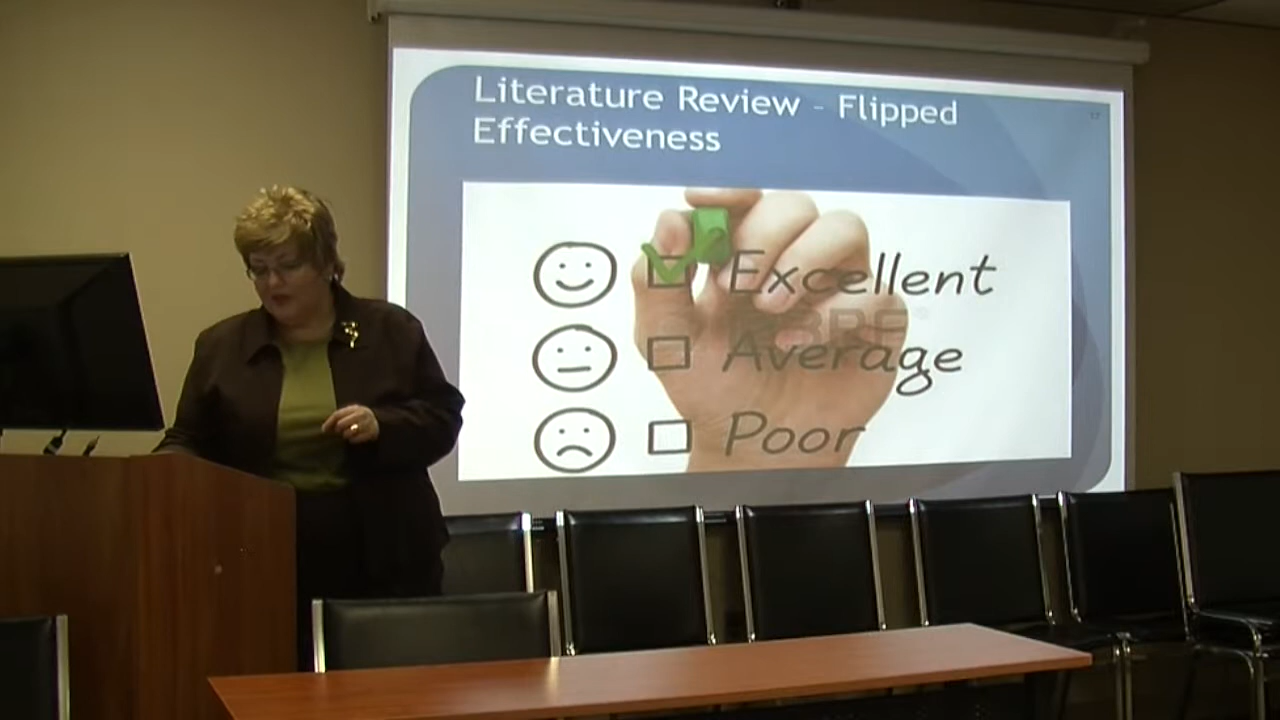 Literature Review – Flipped
Effectiveness
Excellent
Average
Poor